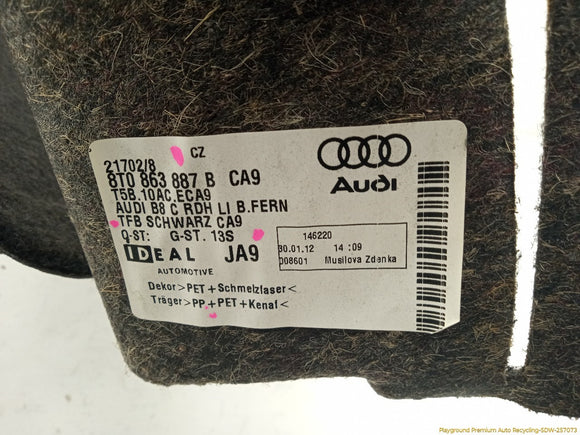 21702/8 CZ
8T0 863 887 B CA9
T5B.10AC.ECA9
AUDI B8 C RDH LI B.FERN
TFB SCHWARZ CA9
Q-ST: G-ST. 13S
IDEAL JA9
AUTOMOTIVE
Dekor>PET+Schmelzfaser<
Träger>PP+PET+Kenaf<
Audi
146220
30.01.12 14:09
008601 Musilova Zdenka
Playground Premium Auto Recycling-SDW-257073